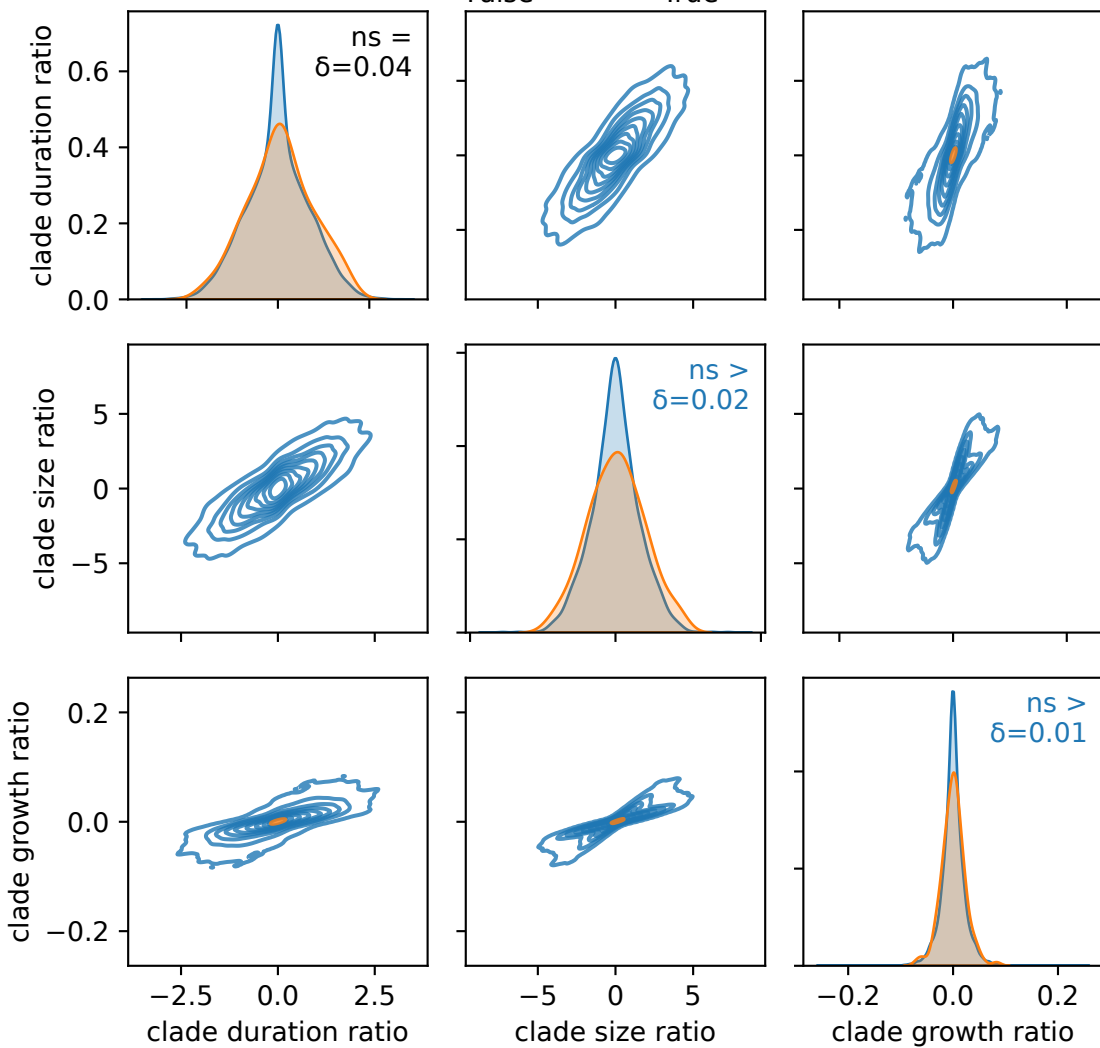 clade duration ratio
0.6
0.4
0.2
0.0
ns =
δ=0.04
clade size ratio
5
0
−5
ns >
δ=0.02
clade growth ratio
0.2
0.0
−0.2
ns >
δ=0.01
−2.5 0.0 2.5
−5 0 5
−0.2 0.0 0.2
clade duration ratio
clade size ratio
clade growth ratio